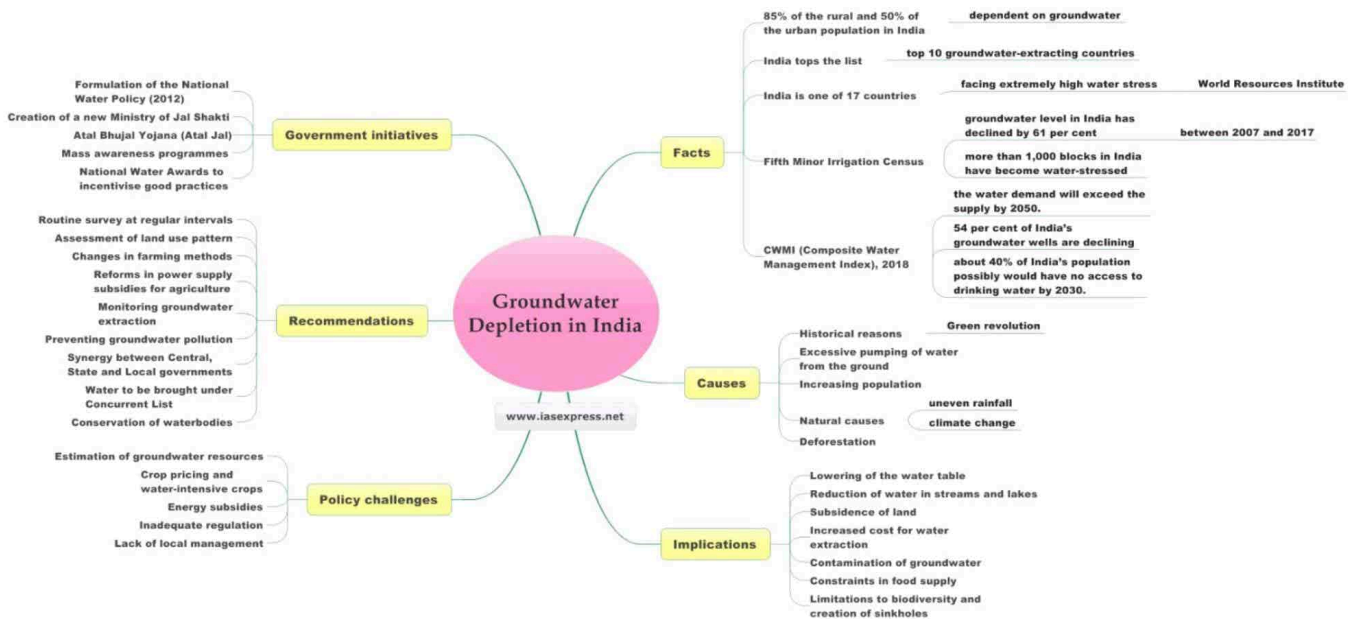 Groundwater
Depletion in India
www.iasexpress.net
Facts
85% of the rural and 50% of
the urban population in India
dependent on groundwater
India tops the list
top 10 groundwater-extracting countries
India is one of 17 countries
facing extremely high water stress
World Resources Institute
Fifth Minor Irrigation Census
groundwater level in India has
declined by 61 per cent
between 2007 and 2017
more than 1,000 blocks in India
have become water-stressed
CWMI (Composite Water
Management Index), 2018
the water demand will exceed the
supply by 2050.
54 per cent of India's
groundwater wells are declining
about 40% of India's population
possibly would have no access to
drinking water by 2030.
Causes
Historical reasons
Green revolution
Excessive pumping of water
from the ground
Increasing population
Natural causes
uneven rainfall
climate change
Deforestation
Implications
Lowering of the water table
Reduction of water in streams and lakes
Subsidence of land
Increased cost for water
extraction
Contamination of groundwater
Constraints in food supply
Limitations to biodiversity and
creation of sinkholes
Government initiatives
Formulation of the National
Water Policy (2012)
Creation of a new Ministry of Jal Shakti
Atal Bhujal Yojana (Atal Jal)
Mass awareness programmes
National Water Awards to
incentivise good practices
Recommendations
Routine survey at regular intervals
Assessment of land use pattern
Changes in farming methods
Reforms in power supply
subsidies for agriculture
Monitoring groundwater
extraction
Preventing groundwater pollution
Synergy between Central,
State and Local governments
Water to be brought under
Concurrent List
Conservation of waterbodies
Policy challenges
Estimation of groundwater resources
Crop pricing and
water-intensive crops
Energy subsidies
Inadequate regulation
Lack of local management